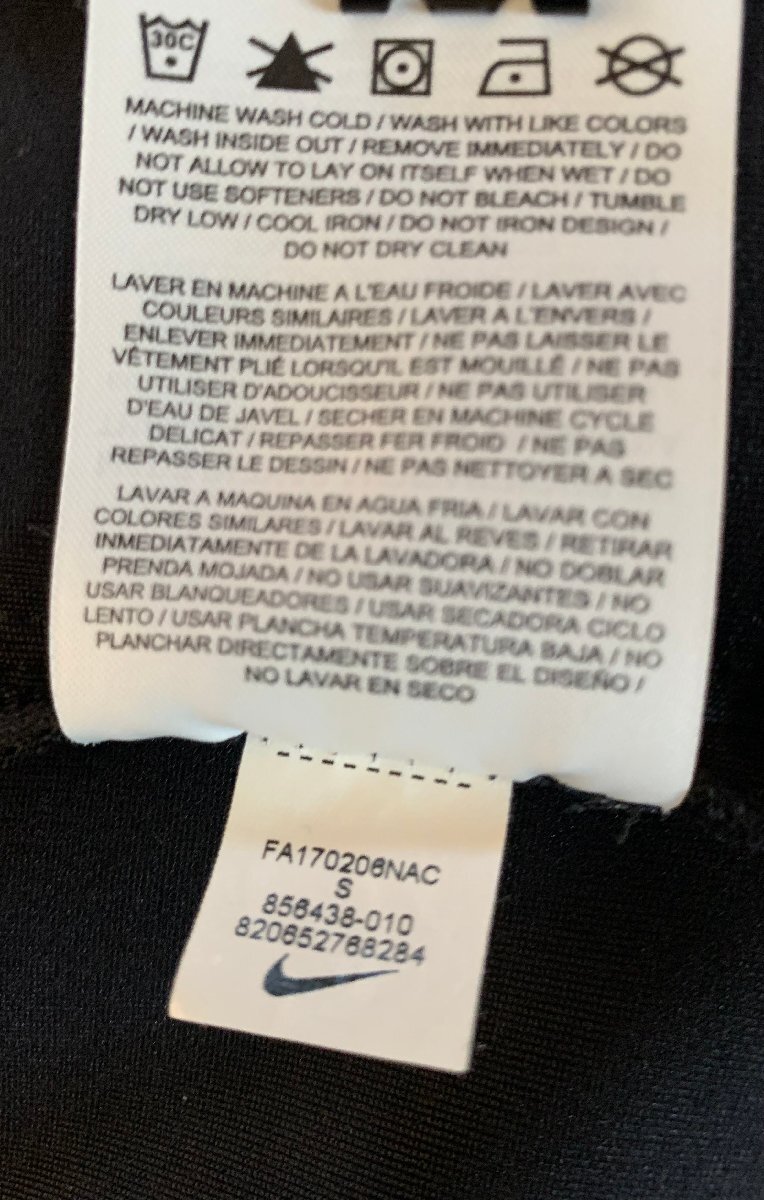 30C
MACHINE WASH COLD / WASH WITH LIKE COLORS
/ WASH INSIDE OUT / REMOVE IMMEDIATELY / DO
NOT ALLOW TO LAY ON ITSELF WHEN WET / DO
NOT USE SOFTENERS / DO NOT BLEACH / TUMBLE
DRY LOW / COOL IRON / DO NOT IRON DESIGN /
DO NOT DRY CLEAN
LAVER EN MACHINE A L'EAU FROIDE / LAVER AVEC
COULEURS SIMILAIRES / LAVER A L'ENVERS /
ENLEVER IMMEDIATEMENT / NE PAS LAISSER LE
VÊTEMENT PLIÉ LORSQU'IL EST MOUILLÉ / NE PAS
UTILISER D'ADOUCISSEUR / NE PAS UTILISER
D'EAU DE JAVEL / SECHER EN MACHINE CYCLE
DELICAT / REPASSER FER FROID / NE PAS
REPASSER LE DESSIN / NE PAS NETTOYER A SEC
LAVAR A MAQUINA EN AGUA FRIA / LAVAR CON
COLORES SIMILARES / LAVAR AL REVES / RETIRAR
INMEDIATAMENTE DE LA LAVADORA / NO DOBLAR
PRENDA MOJADA / NO USAR SUAVIZANTES / NO
USAR BLANQUEADORES / USAR SECADORA CICLO
LENTO / USAR PLANCHA TEMPERATURA BAJA / NO
PLANCHAR DIRECTAMENTE SOBRE EL DISEÑO /
NO LAVAR EN SECO
FA170206NAC
S
856438-010
820652768284